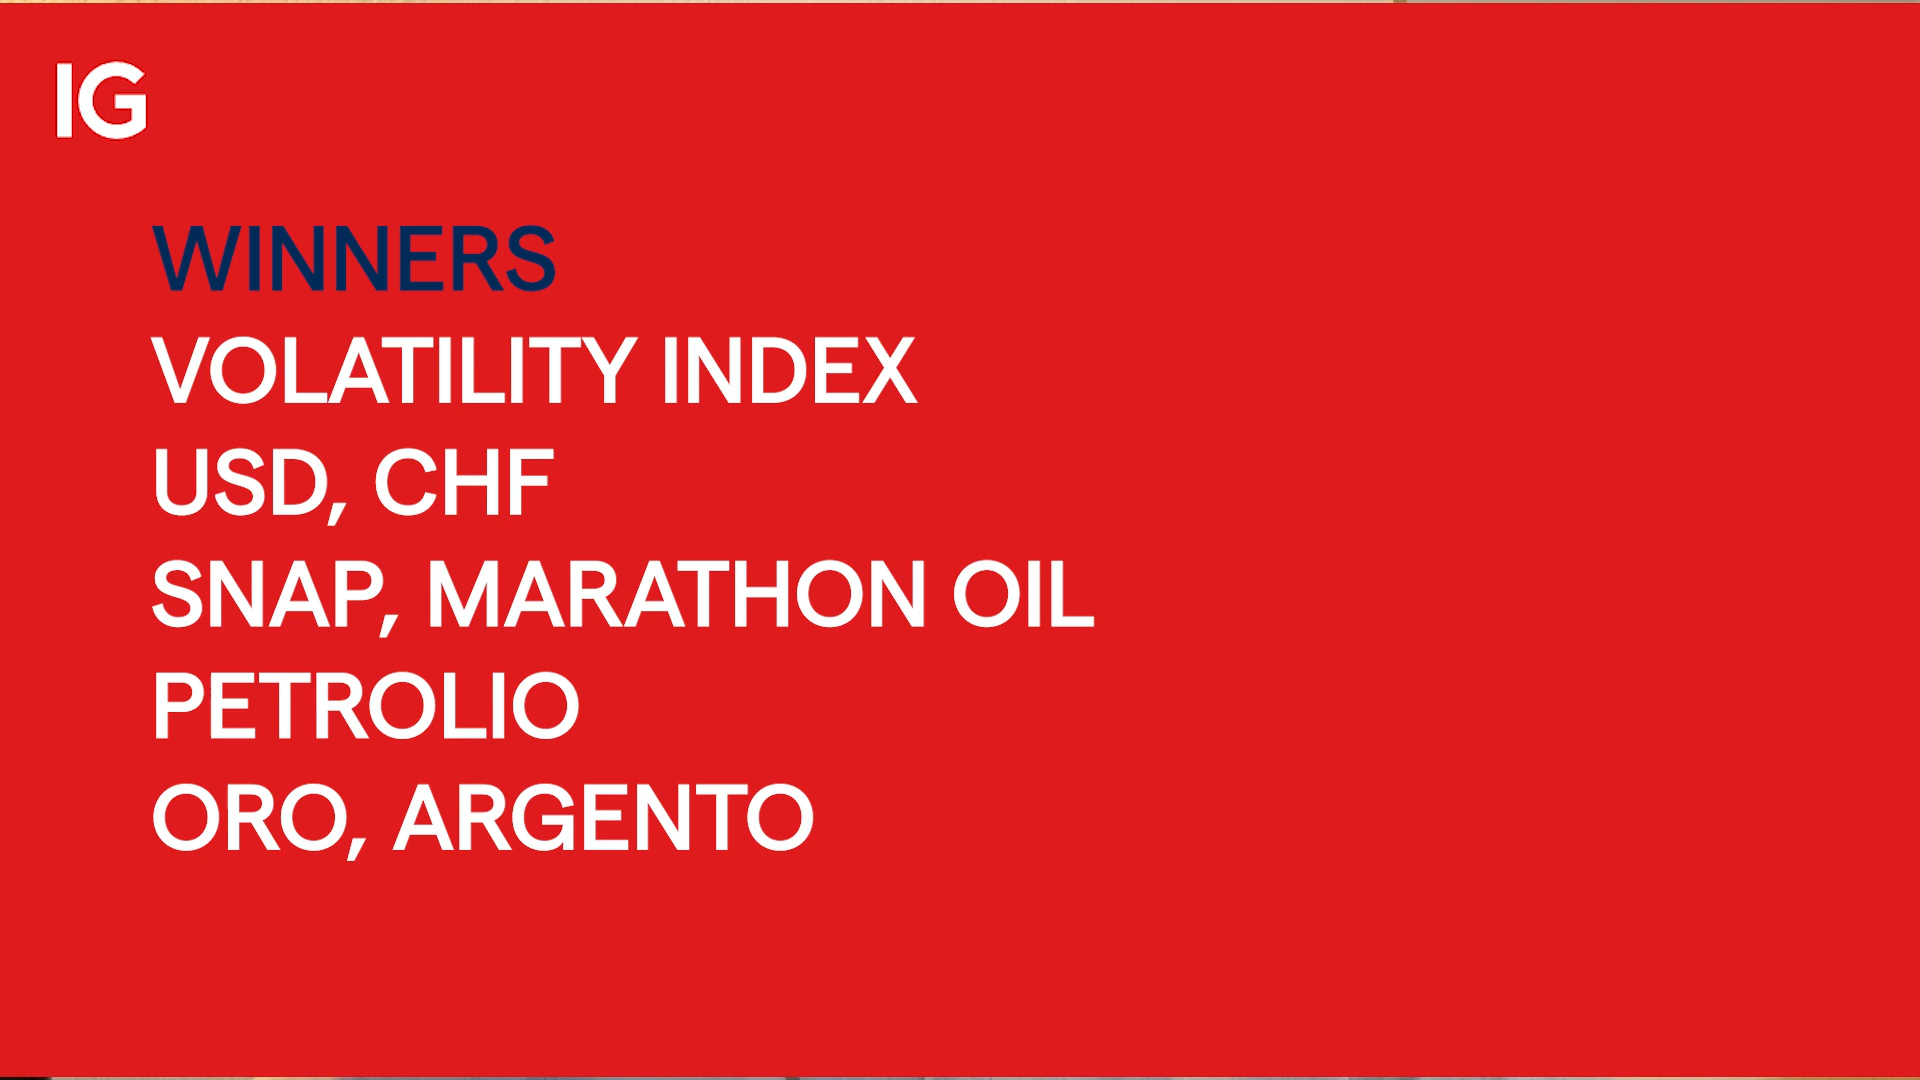 IG
WINNERS
VOLATILITY INDEX
USD, CHF
SNAP, MARATHON OIL
PETROLIO
ORO, ARGENTO